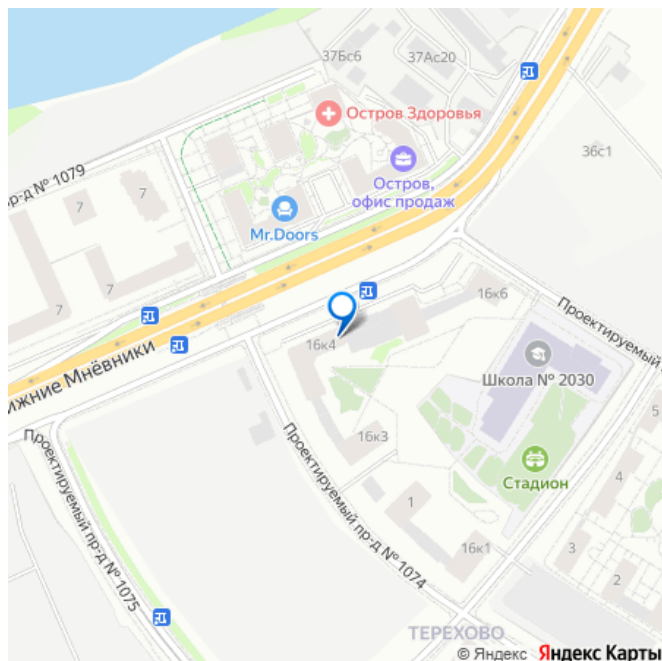 37Бс6
37Ас20
Остров Здоровья
36с1
Остров,
офис продаж
р-д № 1079
7
7
Mr.Doors
7
7
16к6
Проектируемый
16к4
Школа № 2030
ижние Мнёвники
5
16к3
Стадион
Проектируемый пр-д № 1075
Проектируемый пр-д № 1074
4
1
16к1
3
2
ТЕРЕХОВО
© Яндекс Яндекс Карты